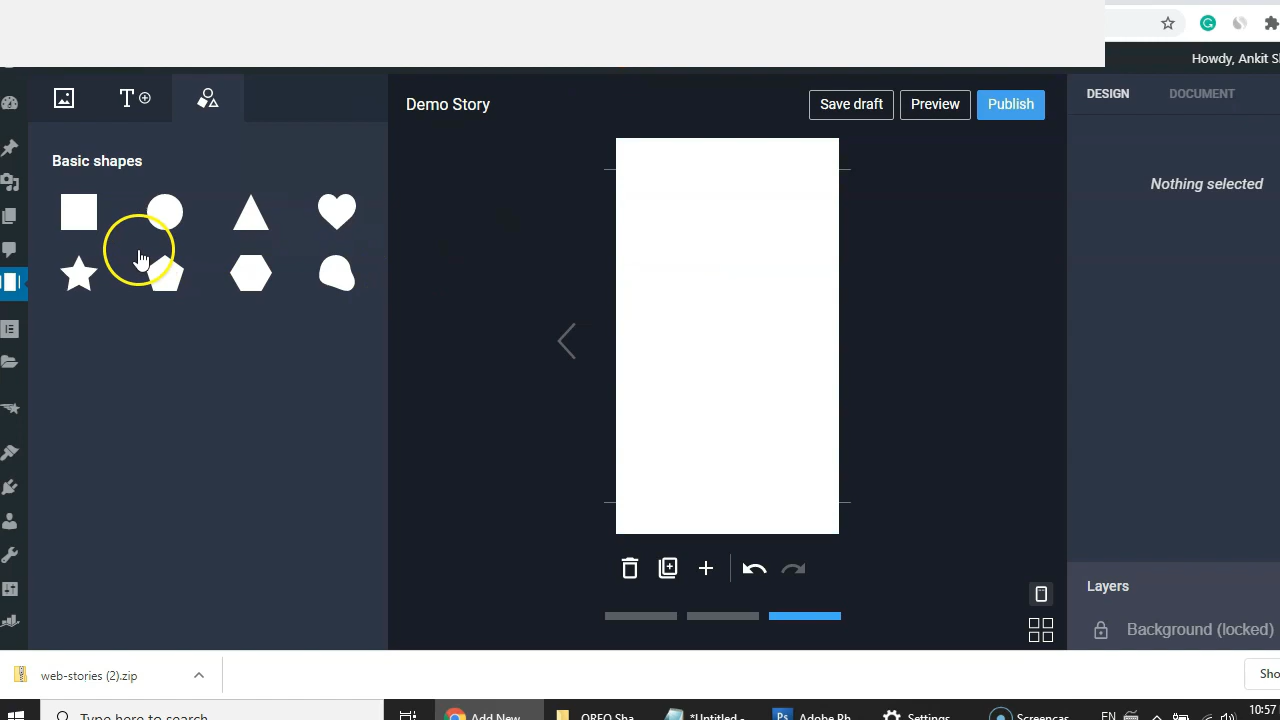 Howdy, Ankit S
T
Demo Story
Save draft
Preview
Publish
DESIGN
DOCUMENT
Basic shapes
Nothing selected
Layers
Background (locked)
web-stories (2).zip
Sho
Type here to search
Add New
OREO Sha
*Untitled -
Adobe Ph
Settings
Screencas
EN
10:57